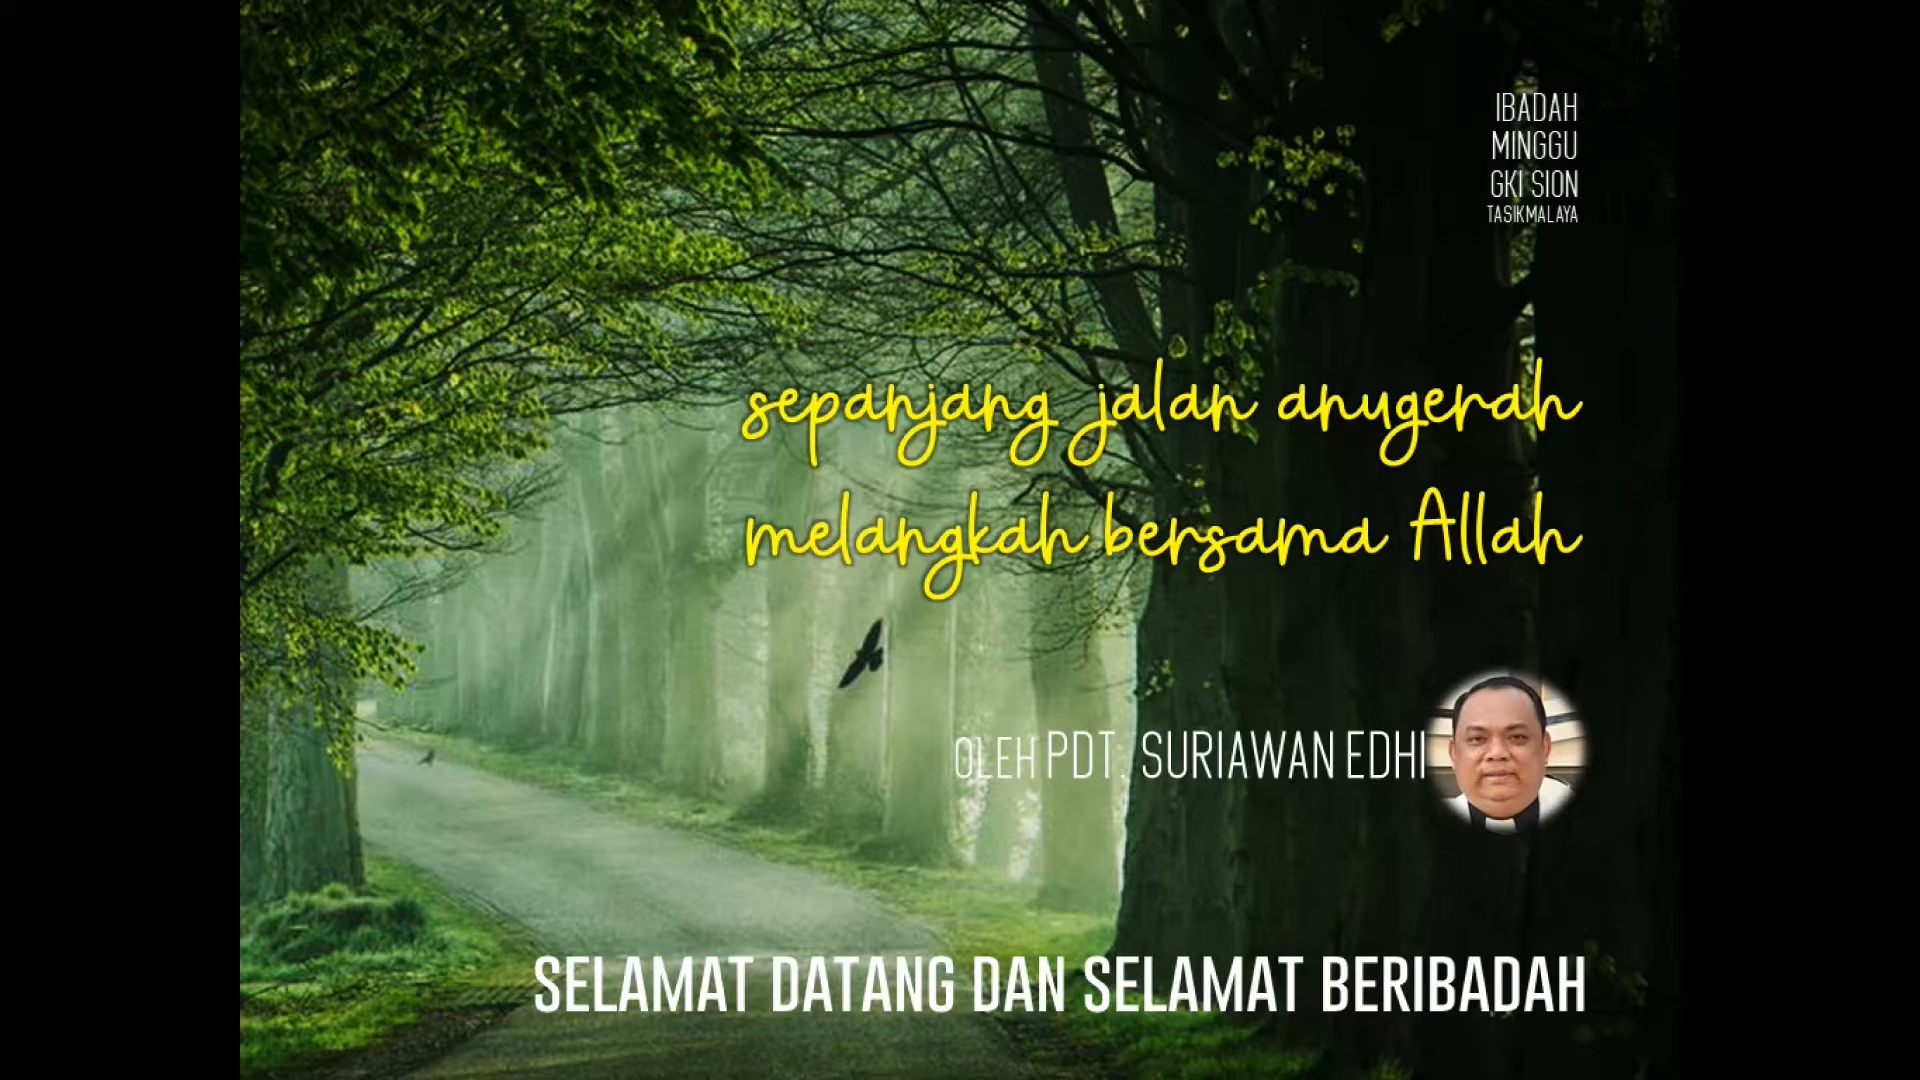 IBADAH
MINGGU
GKI SION
TASIKMALAYA
sepanjang jalan anugerah
melangkah bersama Allah
OLEH PDT. SURIAWAN EDHI
SELAMAT DATANG DAN SELAMAT BERIBADAH